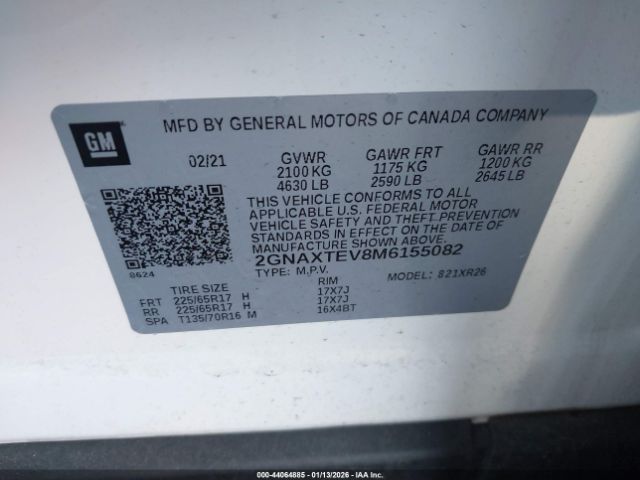 GM
MFD BY GENERAL MOTORS OF CANADA COMPANY
02/21 GVWR GAWR FRT GAWR RR
2100 KG 1175 KG 1200 KG
4630 LB 2590 LB 2645 LB
THIS VEHICLE CONFORMS TO ALL
APPLICABLE U.S. FEDERAL MOTOR
VEHICLE SAFETY AND THEFT PREVENTION
STANDARDS IN EFFECT ON THE DATE OF
MANUFACTURE SHOWN ABOVE.
8624 2GNAXTEV8M6155082
TYPE: M.P.V. MODEL: 821XR26
TIRE SIZE RIM
FRT 225/65R17 H 17X7J
RR 225/65R17 H 17X7J
SPA T135/70R16 M 16X4BT
000-44064885 - 01/13/2026 - IAA Inc.